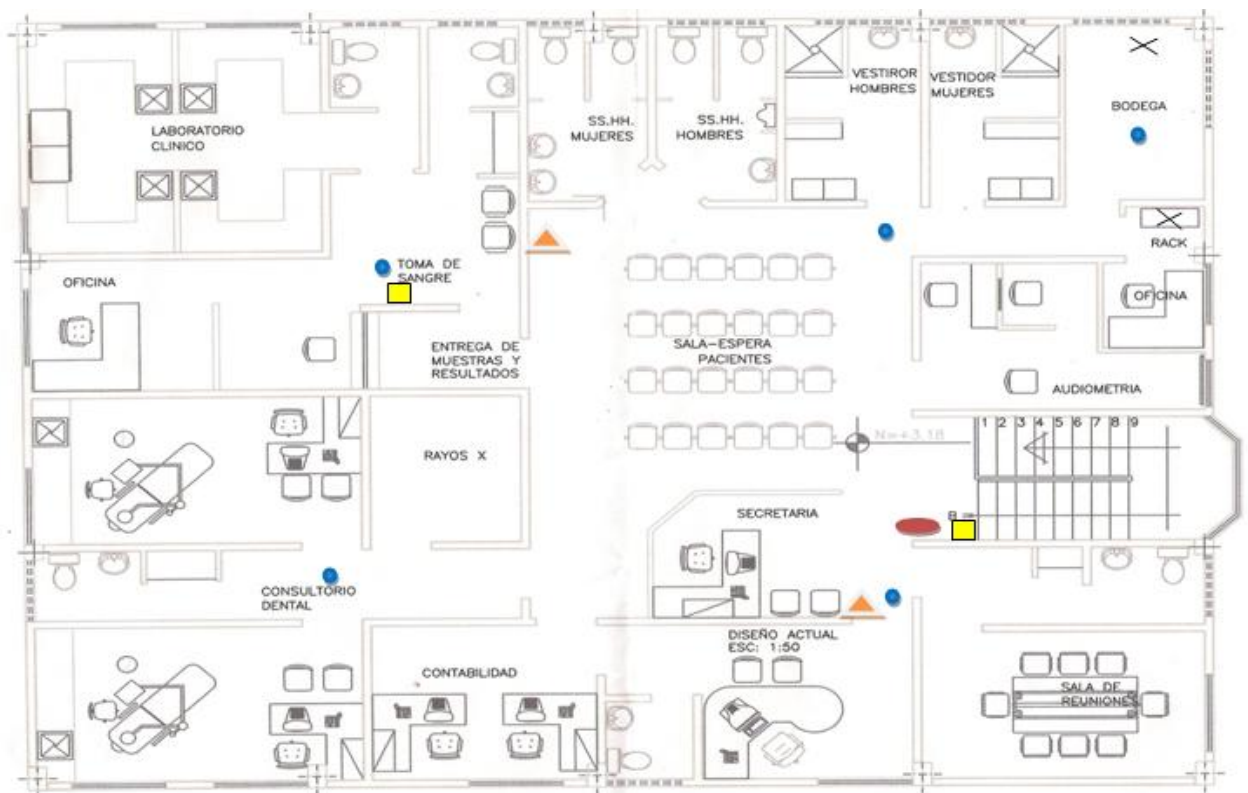 LABORATORIO
CLINICO
SS.HH.
MUJERES
SS.HH.
HOMBRES
VESTIROR
HOMBRES
VESTIDOR
MUJERES
BODEGA
RACK
OFICINA
TOMA DE
SANGRE
OFICINA
ENTREGA DE
MUESTRAS Y
RESULTADOS
SALA-ESPERA
PACIENTES
AUDIOMETRIA
1 2 3 4 5 6 7 8 9
N=+3.18
RAYOS X
SECRETARIA
B
CONSULTORIO
DENTAL
DISEÑO ACTUAL
ESC: 1:50
CONTABILIDAD
SALA DE
REUNIONES